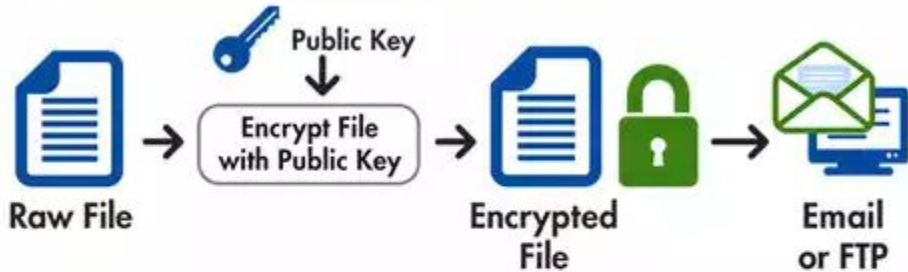 Public Key
Encrypt File
with Public Key
Raw File
Encrypted
File
Email
or FTP